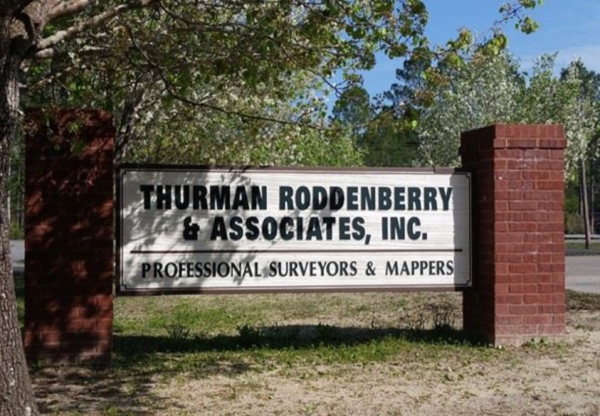 THURMAN RODDENBERRY
& ASSOCIATES, INC.
PROFESSIONAL SURVEYORS & MAPPERS